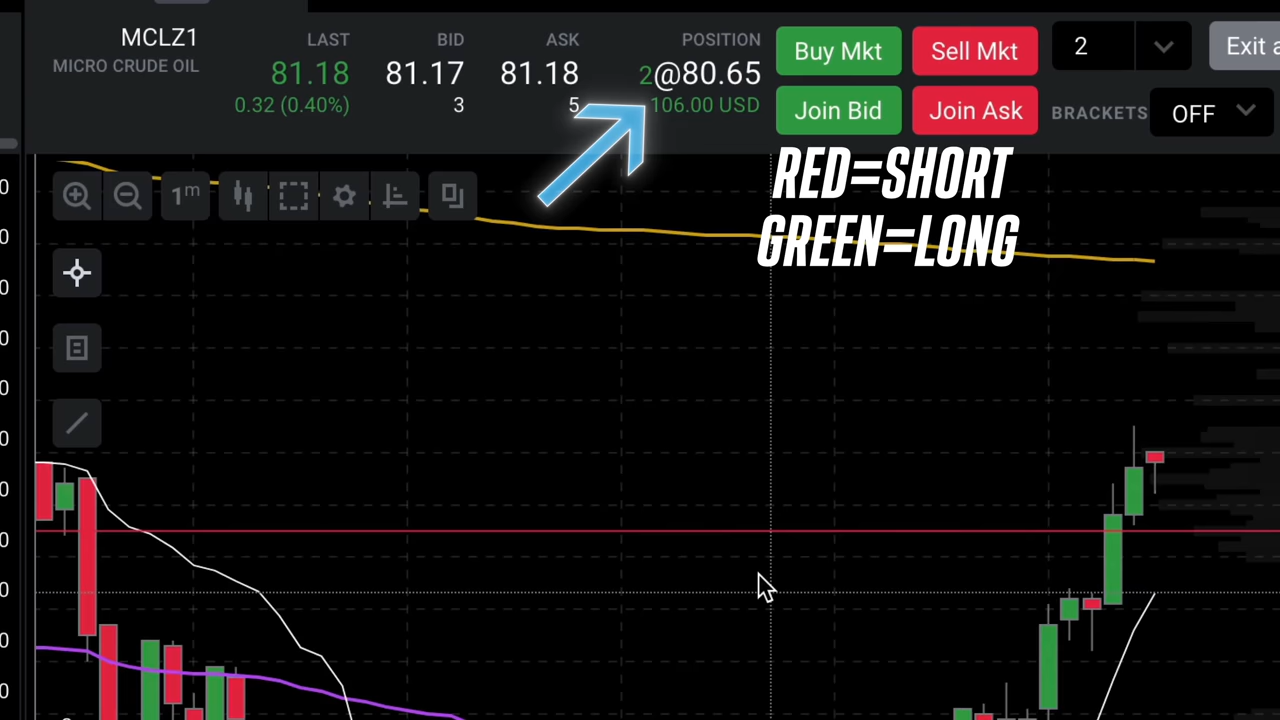 MCLZ1 LAST BID ASK POSITION
MICRO CRUDE OIL 81.18 81.17 81.18 2@80.65
0.32 (0.40%) 3 5 106.00 USD
Buy Mkt Sell Mkt 2 Exit a
Join Bid Join Ask BRACKETS OFF
RED=SHORT
GREEN=LONG
1m